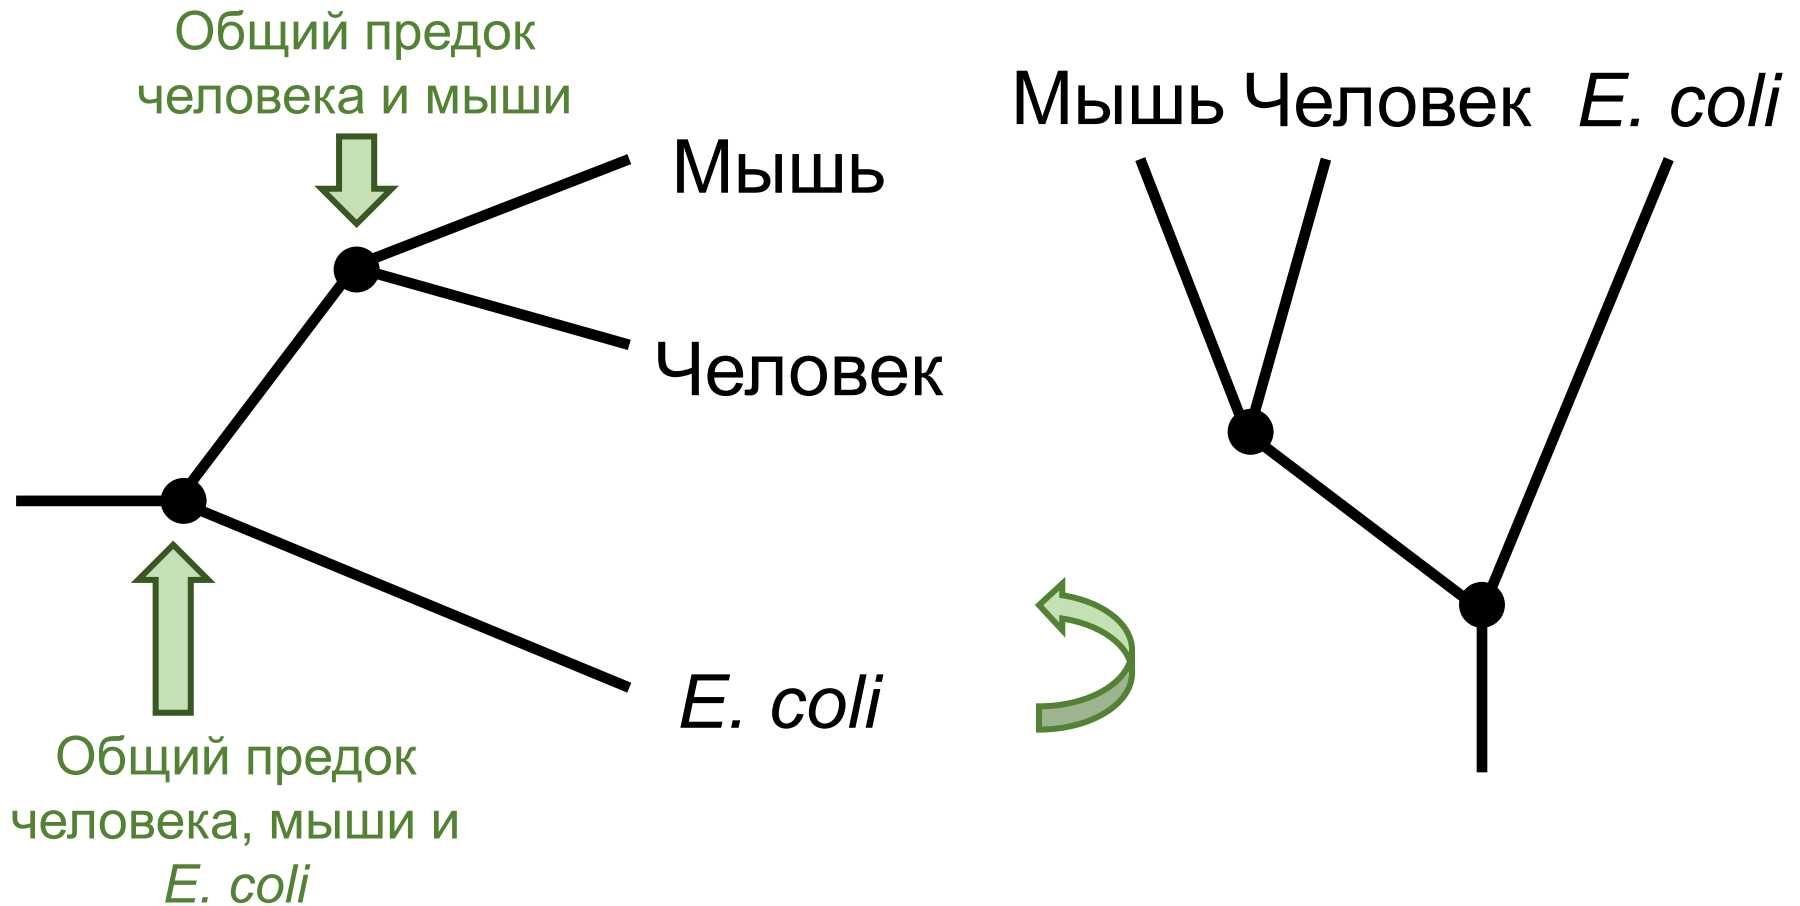 Общий предок
человека и мыши
Мышь
Человек
E. coli
Общий предок
человека, мыши и
E. coli
Мышь Человек E. coli